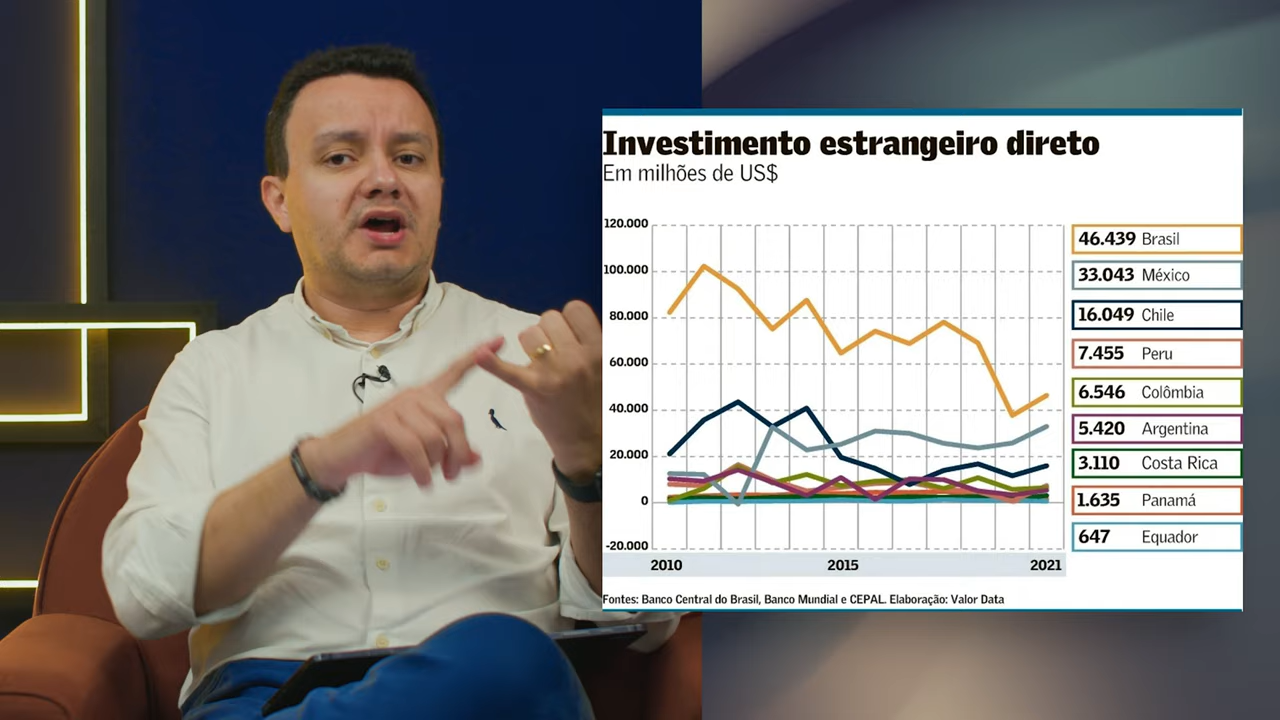 Investimento estrangeiro direto
Em milhões de US$
120.000
100.000
80.000
60.000
40.000
20.000
0
-20.000
2010 2015 2021
46.439 Brasil
33.043 México
16.049 Chile
7.455 Peru
6.546 Colômbia
5.420 Argentina
3.110 Costa Rica
1.635 Panamá
647 Equador
Fontes: Banco Central do Brasil, Banco Mundial e CEPAL. Elaboração: Valor Data